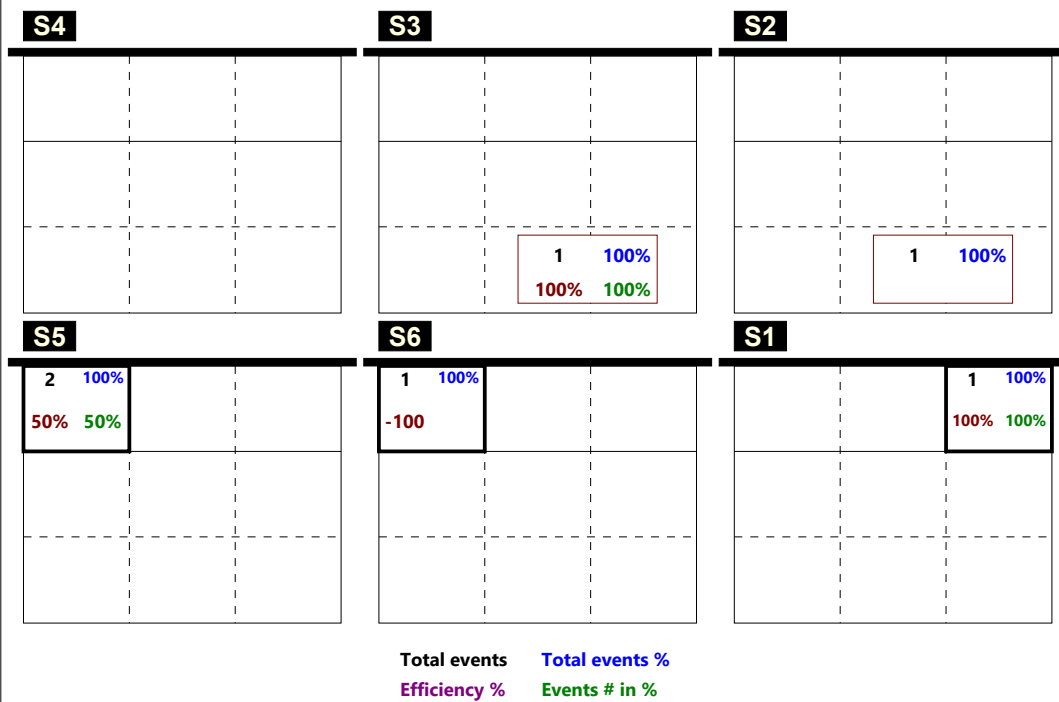 S4 S3 S2
1 100% 1 100%
100% 100%
S5 S6 S1
2 100% 1 100% 1 100%
50% 50% -100 100% 100%
Total events Total events %
Efficiency % Events # in %